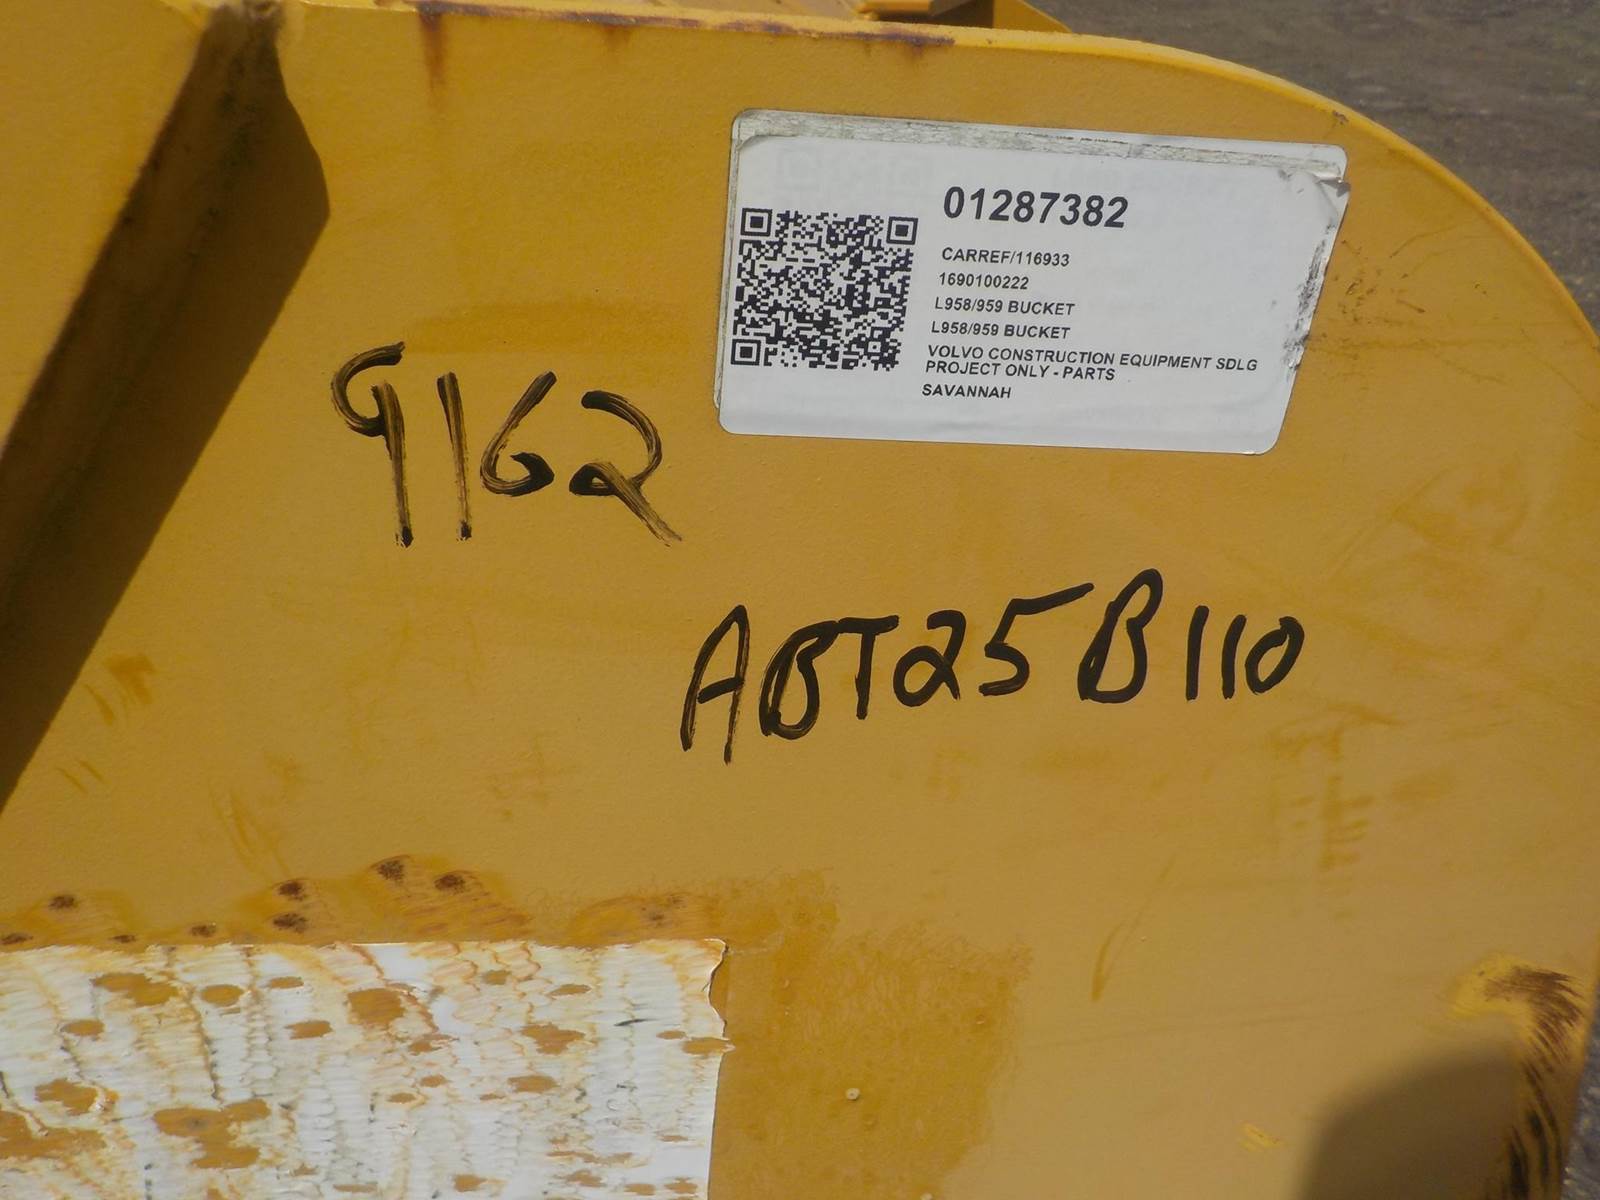 01287382
CARREF/116933
1690100222
L958/959 BUCKET
L958/959 BUCKET
VOLVO CONSTRUCTION EQUIPMENT SDLG
PROJECT ONLY - PARTS
SAVANNAH
9162
ABT25B110